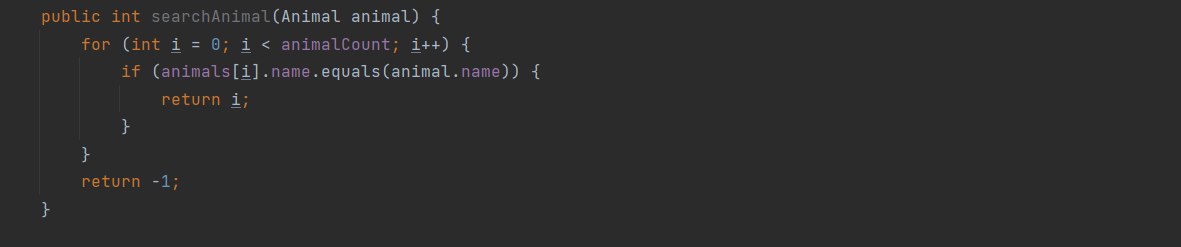 public int searchAnimal(Animal animal) {
for (int i = 0; i < animalCount; i++) {
if (animals[i].name.equals(animal.name)) {
return i;
}
}
return -1;
}